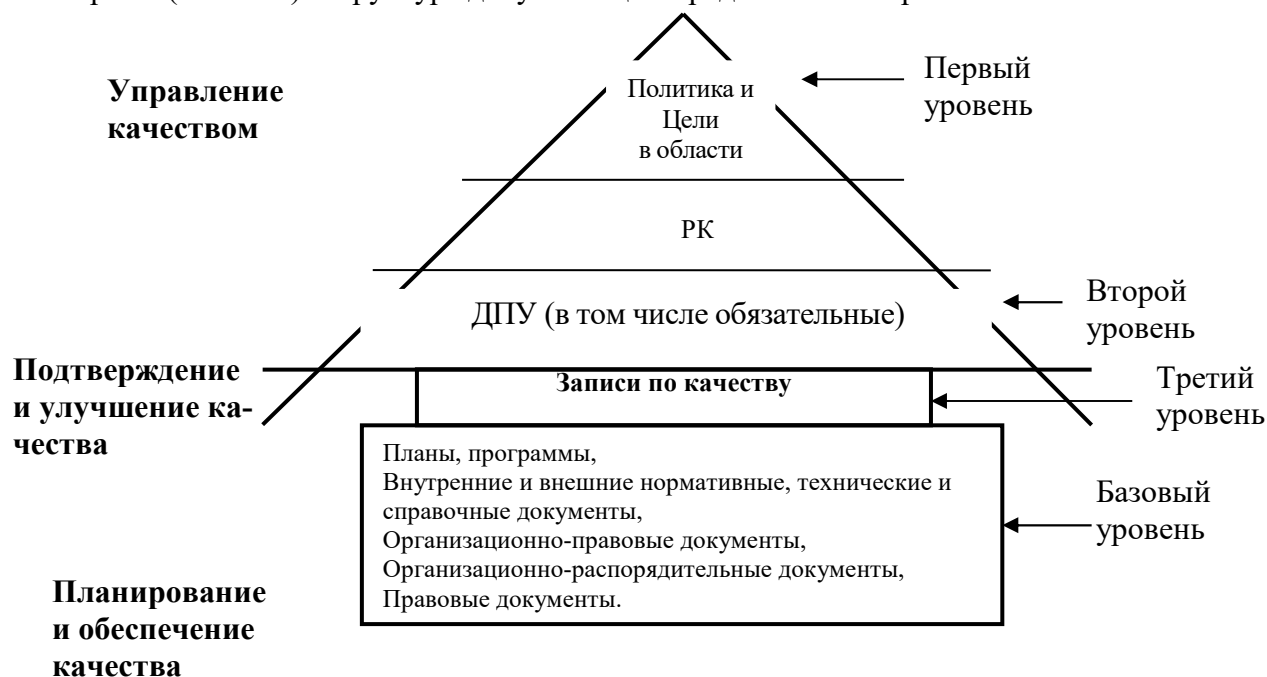 Управление
качеством
Политика и
Цели
в области
Первый
уровень
РК
ДПУ (в том числе обязательные)
Второй
уровень
Подтверждение
и улучшение ка-
чества
Записи по качеству
Третий
уровень
Планы, программы,
Внутренние и внешние нормативные, технические и
справочные документы,
Организационно-правовые документы,
Организационно-распорядительные документы,
Правовые документы.
Базовый
уровень
Планирование
и обеспечение
качества